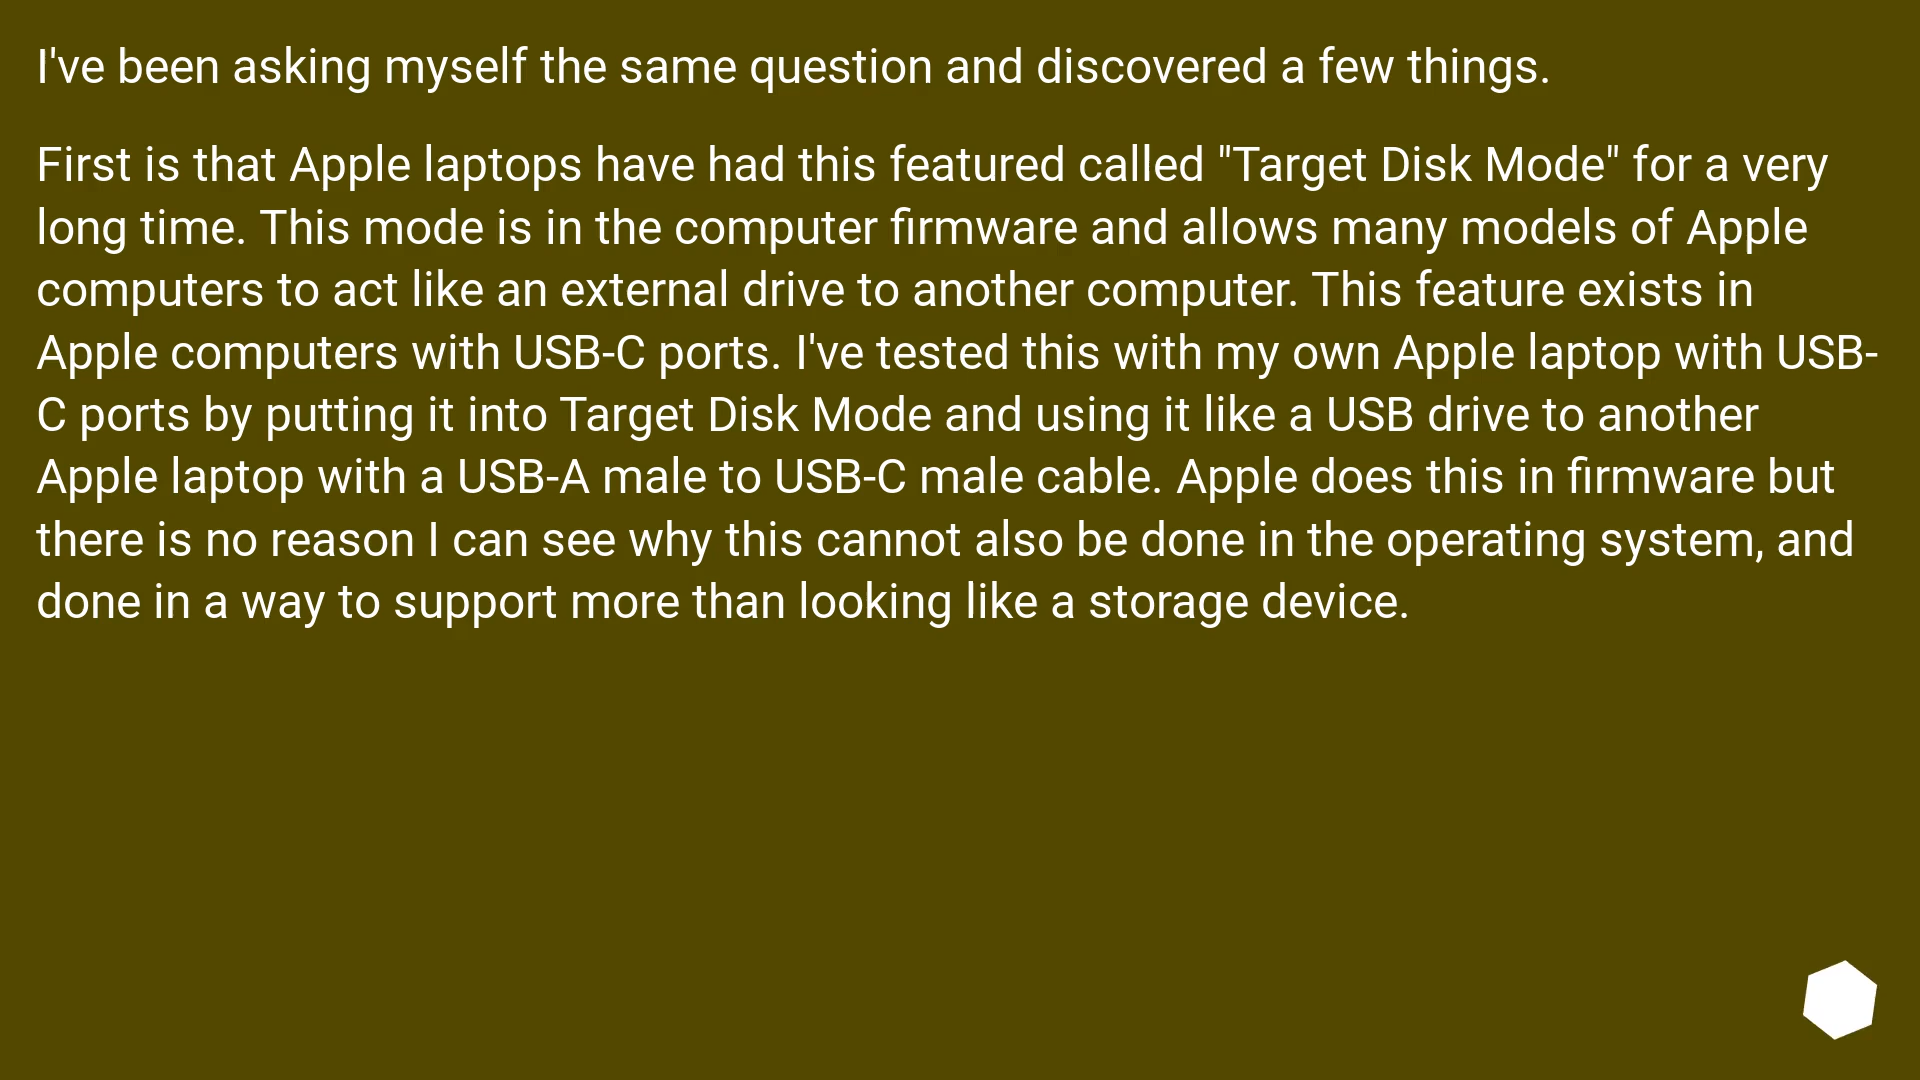 I've been asking myself the same question and discovered a few things.
First is that Apple laptops have had this featured called "Target Disk Mode" for a very
long time. This mode is in the computer firmware and allows many models of Apple
computers to act like an external drive to another computer. This feature exists in
Apple computers with USB-C ports. I've tested this with my own Apple laptop with USB-
C ports by putting it into Target Disk Mode and using it like a USB drive to another
Apple laptop with a USB-A male to USB-C male cable. Apple does this in firmware but
there is no reason I can see why this cannot also be done in the operating system, and
done in a way to support more than looking like a storage device.